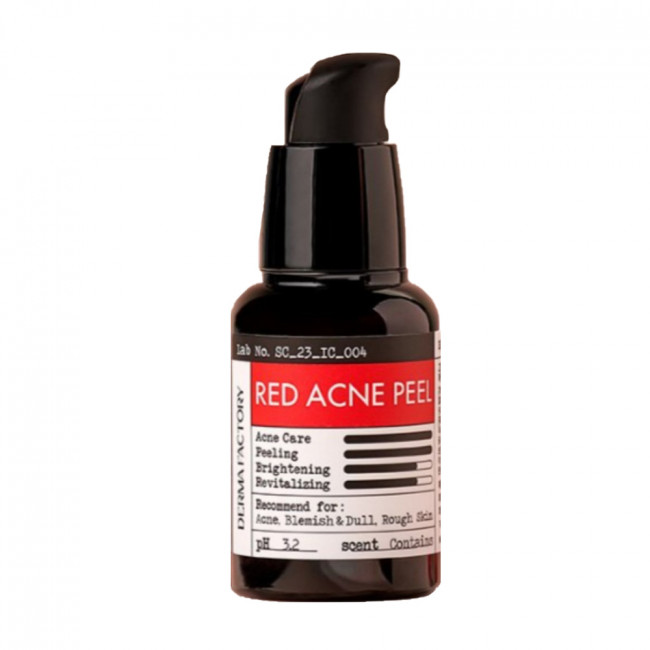 Lab No. SC_23_IC_004
RED ACNE PEEL
DERMA FACTORY
Acne Care
Peeling
Brightening
Revitalizing
Recommend for :
Acne, Blemish & Dull, Rough Skin
pH 3.2 scent Contains